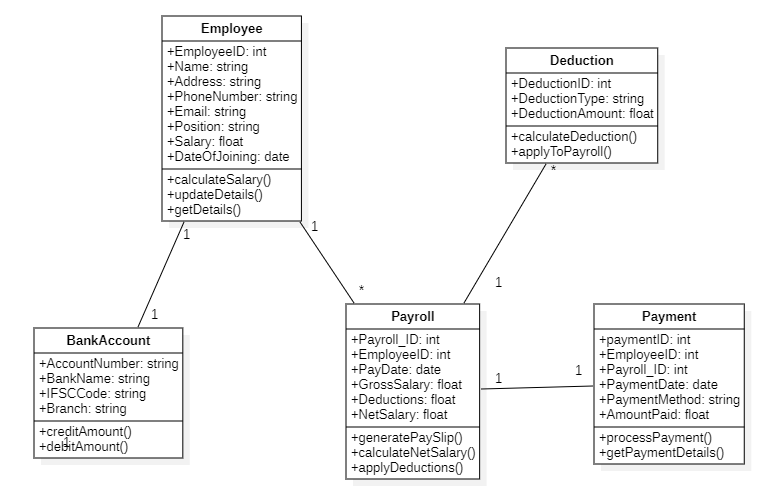 Employee
+EmployeeID: int
+Name: string
+Address: string
+PhoneNumber: string
+Email: string
+Position: string
+Salary: float
+DateOfJoining: date
+calculateSalary()
+updateDetails()
+getDetails()
1
1
Deduction
+DeductionID: int
+DeductionType: string
+DeductionAmount: float
+calculateDeduction()
+applyToPayroll()
*
1
*
1
BankAccount
+AccountNumber: string
+BankName: string
+IFSCCode: string
+Branch: string
+creditAmount()
+debitAmount()
1
Payroll
+Payroll_ID: int
+EmployeeID: int
+PayDate: date
+GrossSalary: float
+Deductions: float
+NetSalary: float
+generatePaySlip()
+calculateNetSalary()
+applyDeductions()
1
1
Payment
+paymentID: int
+EmployeeID: int
+Payroll_ID: int
+PaymentDate: date
+PaymentMethod: string
+AmountPaid: float
+processPayment()
+getPaymentDetails()